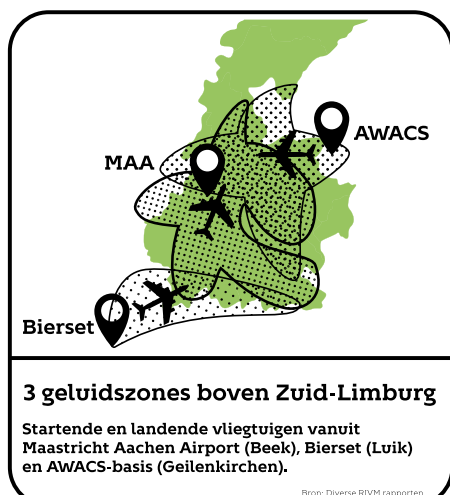 AWACS
MAA
Bierset
3 geluidszones boven Zuid-Limburg
Startende en landende vliegtuigen vanuit
Maastricht Aachen Airport (Beek), Bierset (Luik)
en AWACS-basis (Geilenkirchen).
Bron: Diverse RIVM rapporten